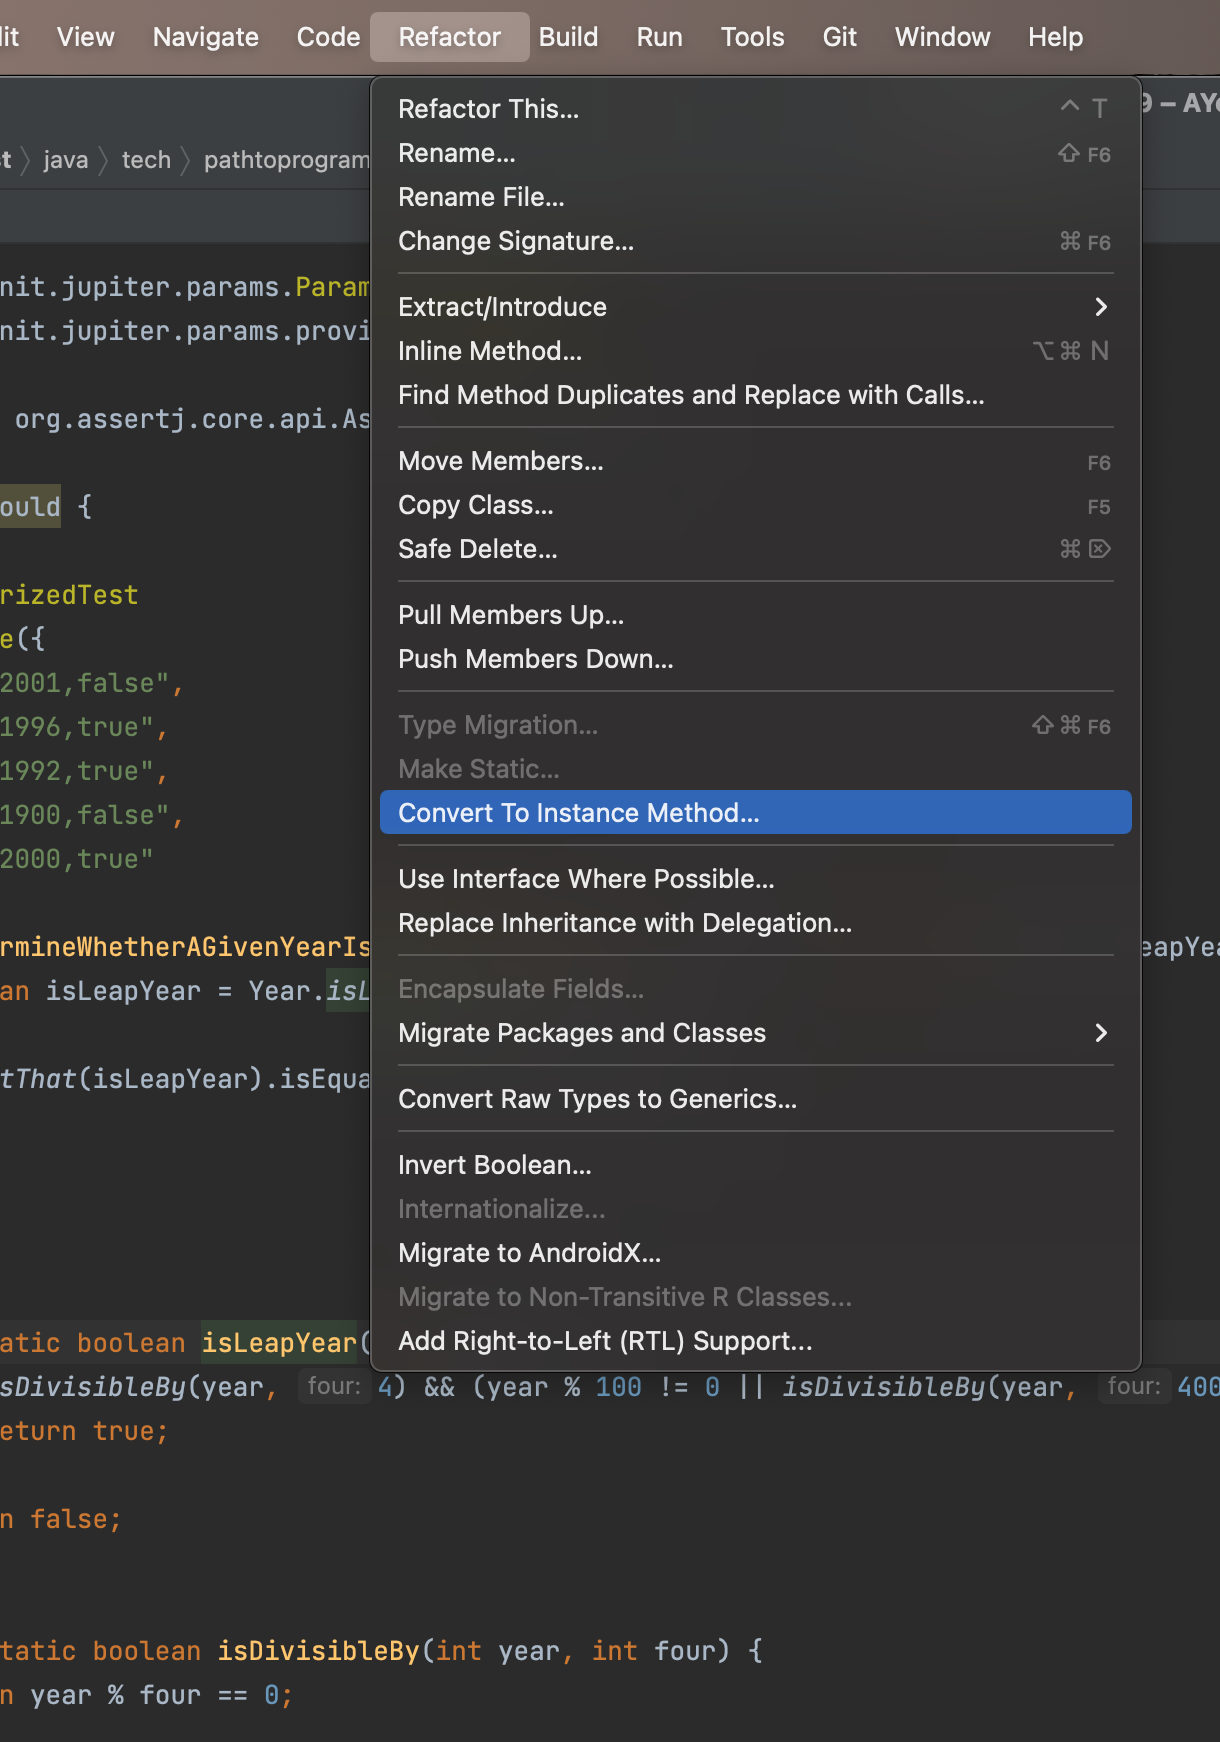 View Navigate Code Refactor Build Run Tools Git Window Help
Refactor This... ^ T
9 – AY
java tech pathtoprogram
Rename... ⇧ F6
Rename File...
Change Signature... ⌘ F6
nit.jupiter.params.Param
Extract/Introduce
nit.jupiter.params.provi
Inline Method... ⌥⌘ N
Find Method Duplicates and Replace with Calls...
org.assertj.core.api.As
Move Members... F6
Copy Class... F5
ould {
Safe Delete... ⌘⌦
rizedTest
Pull Members Up...
e({
Push Members Down...
2001,false",
1996,true",
Type Migration... ⇧⌘ F6
1992,true",
Make Static...
1900,false",
Convert To Instance Method...
2000,true"
Use Interface Where Possible...
Replace Inheritance with Delegation...
rmineWhetherAGivenYearIs
eapYea
an isLeapYear = Year.isL
Encapsulate Fields...
Migrate Packages and Classes
tThat(isLeapYear).isEqua
Convert Raw Types to Generics...
Invert Boolean...
Internationalize...
Migrate to AndroidX...
Migrate to Non-Transitive R Classes...
Add Right-to-Left (RTL) Support...
atic boolean isLeapYear(
sDivisibleBy(year, four: 4) && (year % 100 != 0 || isDivisibleBy(year, four: 400
eturn true;
n false;
tatic boolean isDivisibleBy(int year, int four) {
n year % four == 0;